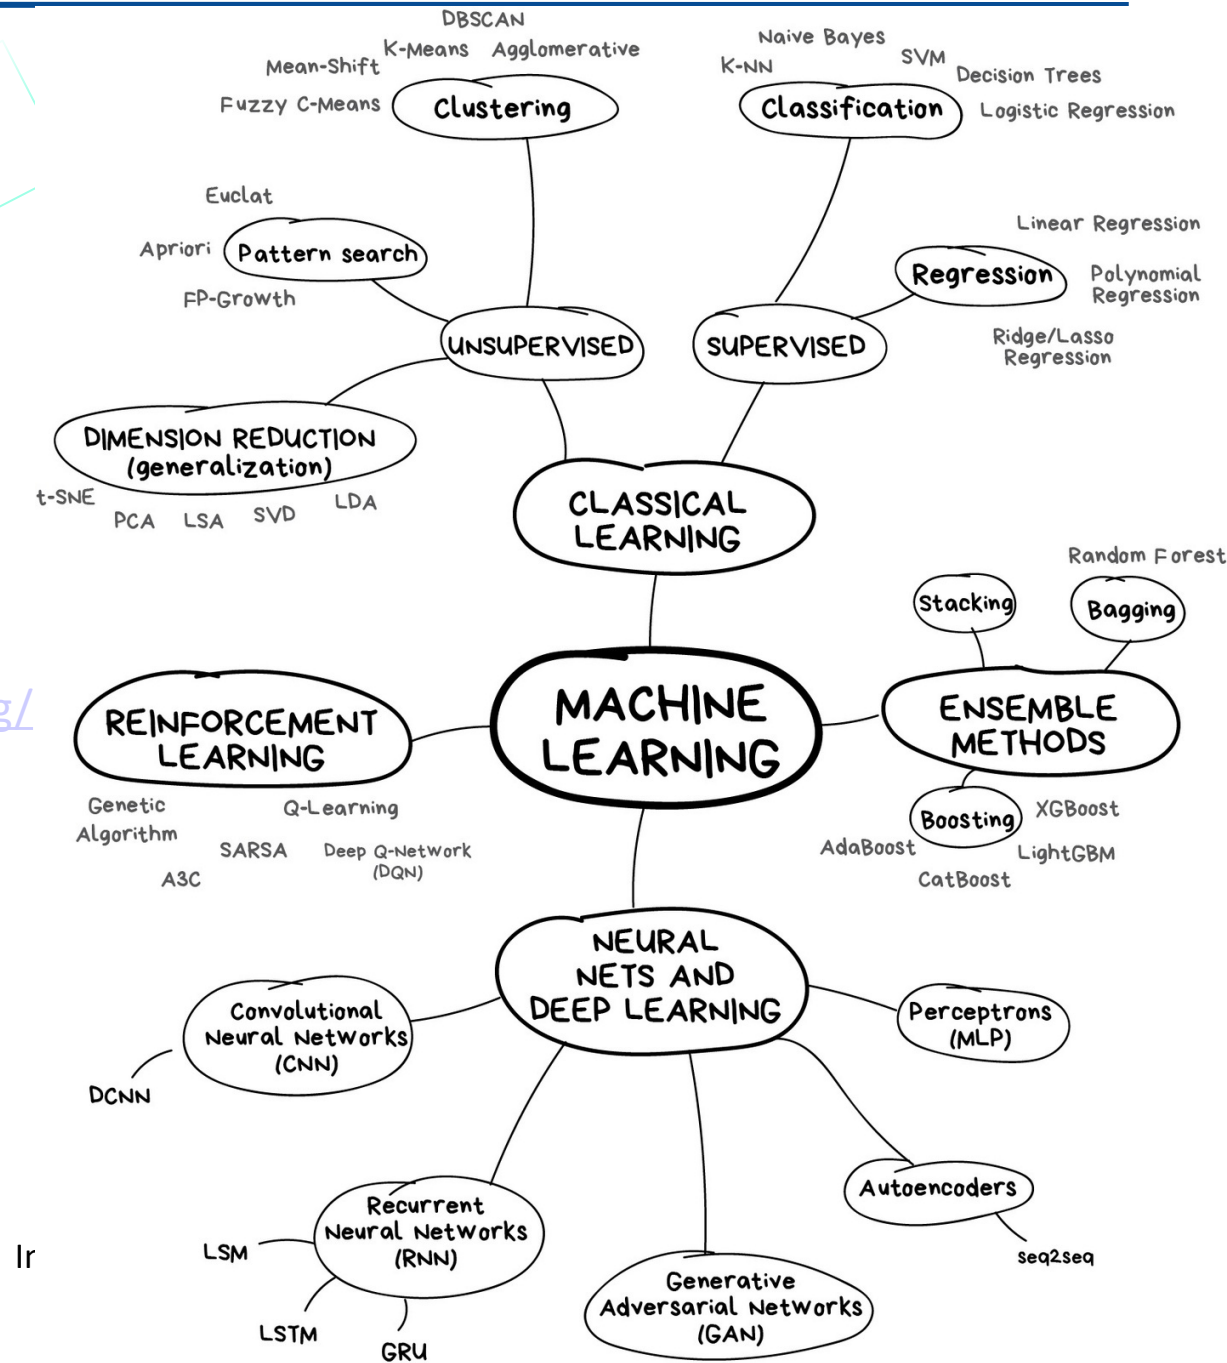 DBSCAN
K-Means
Agglomerative
Mean-Shift
Fuzzy C-Means
Clustering
Naive Bayes
K-NN
SVM
Decision Trees
Logistic Regression
Classification
Euclat
Apriori
Pattern search
FP-Growth
Linear Regression
Regression
Polynomial
Regression
Ridge/Lasso
Regression
UNSUPERVISED
SUPERVISED
DIMENSION REDUCTION
(generalization)
t-SNE
PCA
LSA
SVD
LDA
CLASSICAL
LEARNING
Random Forest
Stacking
Bagging
g/
REINFORCEMENT
LEARNING
MACHINE
LEARNING
ENSEMBLE
METHODS
Genetic
Algorithm
Q-Learning
SARSA
Deep Q-Network
(DQN)
A3C
Boosting
XGBoost
AdaBoost
LightGBM
CatBoost
NEURAL
NETS AND
DEEP LEARNING
Convolutional
Neural Networks
(CNN)
DCNN
Perceptrons
(MLP)
Autoencoders
seq2seq
Recurrent
Neural Networks
(RNN)
LSM
LSTM
GRU
Generative
Adversarial Networks
(GAN)